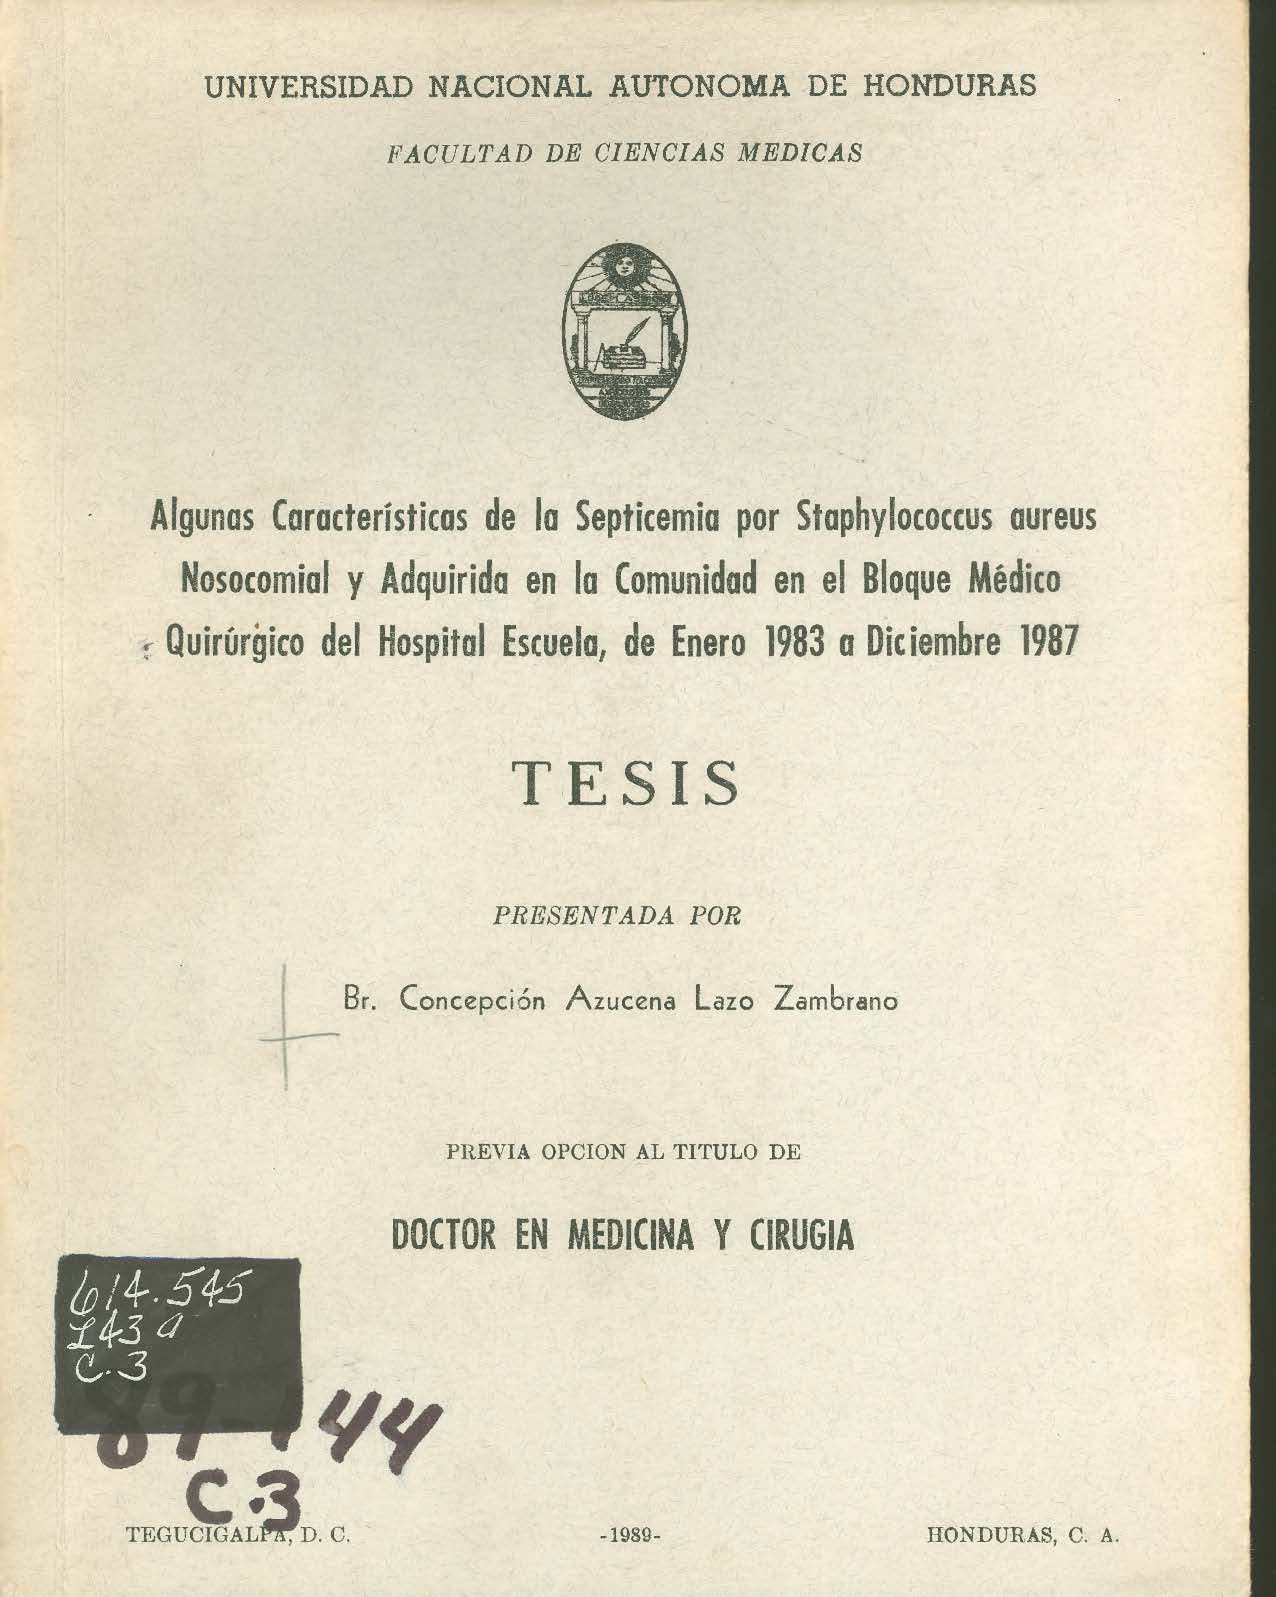 UNIVERSIDAD NACIONAL AUTONOMA DE HONDURAS
FACULTAD DE CIENCIAS MEDICAS
Algunas Características de la Septicemia por Staphylococcus aureus
Nosocomial y Adquirida en la Comunidad en el Bloque Médico
Quirúrgico del Hospital Escuela, de Enero 1983 a Diciembre 1987
TESIS
PRESENTADA POR
Br. Concepción Azucena Lazo Zambrano
PREVIA OPCION AL TITULO DE
DOCTOR EN MEDICINA Y CIRUGIA
614.545
L43a
C.3
89-144
C.3
TEGUCIGALPA, D. C. -1989- HONDURAS, C. A.